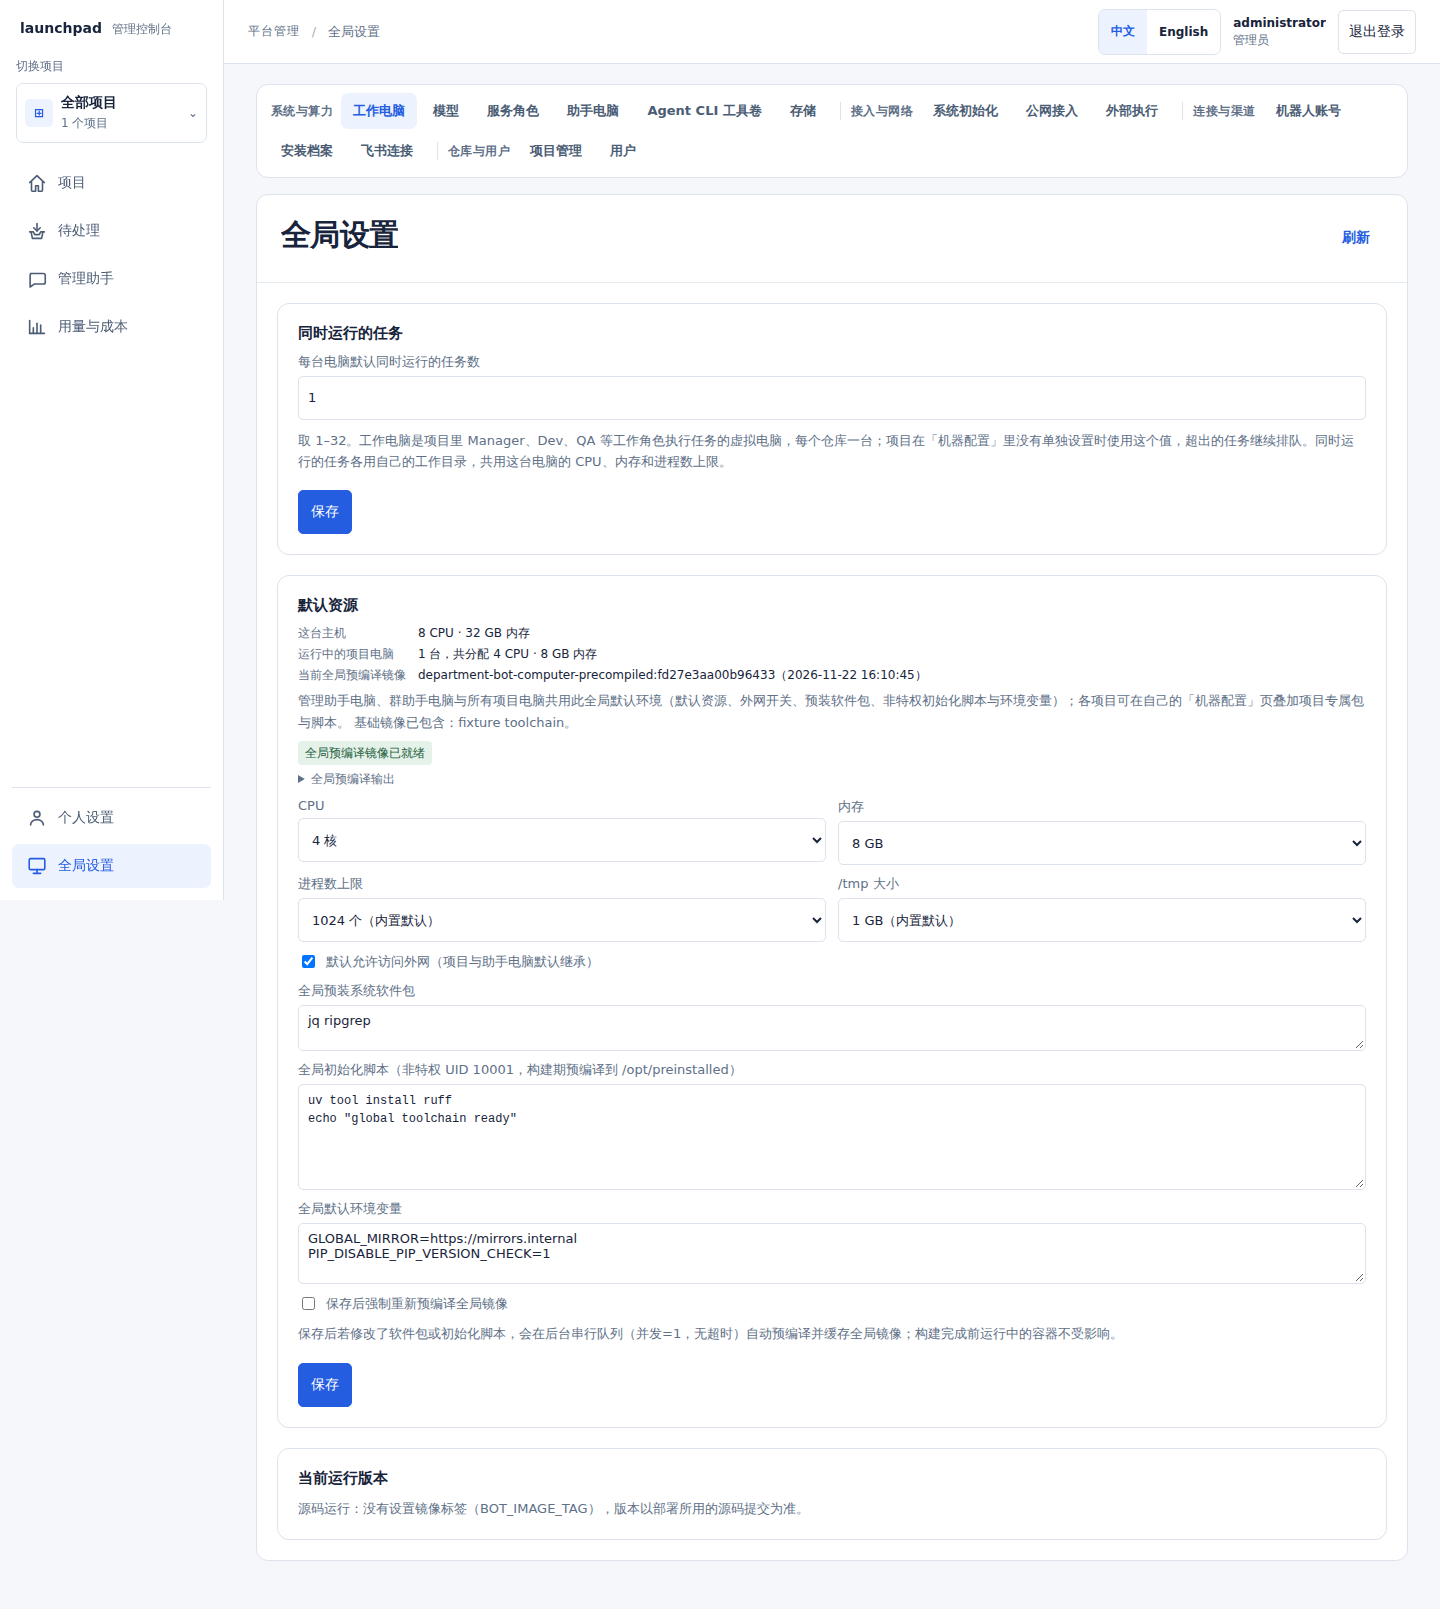 launchpad 管理控制台
切换项目
全部项目
1 个项目
项目
待处理
管理助手
用量与成本
个人设置
全局设置
平台管理 / 全局设置
中文 English
administrator
管理员
退出登录
系统与算力 工作电脑 模型 服务角色 助手电脑 Agent CLI 工具卷 存储 接入与网络 系统初始化 公网接入 外部执行 连接与渠道 机器人账号
安装档案 飞书连接 仓库与用户 项目管理 用户
全局设置
刷新
同时运行的任务
每台电脑默认同时运行的任务数
1
取 1–32。工作电脑是项目里 Manager、Dev、QA 等工作角色执行任务的虚拟电脑，每个仓库一台；项目在「机器配置」里没有单独设置时使用这个值，超出的任务继续排队。同时运
行的任务各用自己的工作目录，共用这台电脑的 CPU、内存和进程数上限。
保存
默认资源
这台主机 8 CPU · 32 GB 内存
运行中的项目电脑 1 台，共分配 4 CPU · 8 GB 内存
当前全局预编译镜像 department-bot-computer-precompiled:fd27e3aa00b96433（2026-11-22 16:10:45）
管理助手电脑、群助手电脑与所有项目电脑共用此全局默认环境（默认资源、外网开关、预装软件包、非特权初始化脚本与环境变量）；各项目可在自己的「机器配置」页叠加项目专属包
与脚本。 基础镜像已包含：fixture toolchain。
全局预编译镜像已就绪
全局预编译输出
CPU
4 核
内存
8 GB
进程数上限
1024 个（内置默认）
/tmp 大小
1 GB（内置默认）
默认允许访问外网（项目与助手电脑默认继承）
全局预装系统软件包
jq ripgrep
全局初始化脚本（非特权 UID 10001，构建期预编译到 /opt/preinstalled）
uv tool install ruff
echo "global toolchain ready"
全局默认环境变量
GLOBAL_MIRROR=https://mirrors.internal
PIP_DISABLE_PIP_VERSION_CHECK=1
保存后强制重新预编译全局镜像
保存后若修改了软件包或初始化脚本，会在后台串行队列（并发=1，无超时）自动预编译并缓存全局镜像；构建完成前运行中的容器不受影响。
保存
当前运行版本
源码运行：没有设置镜像标签（BOT_IMAGE_TAG），版本以部署所用的源码提交为准。